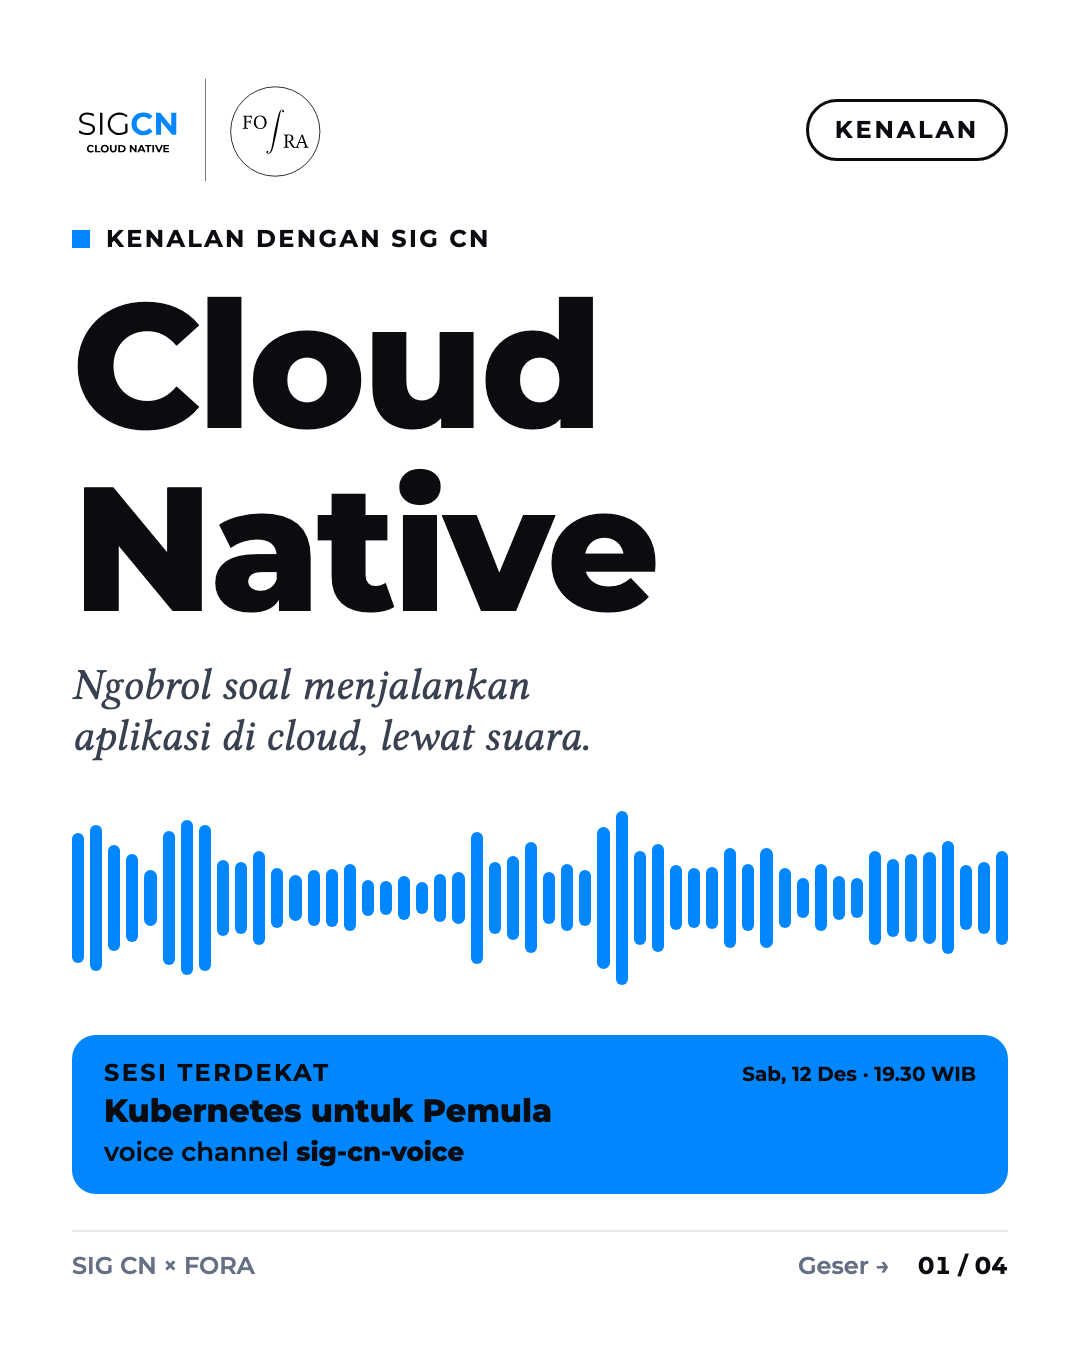 SIGCN
CLOUD NATIVE
FO∫RA
KENALAN
KENALAN DENGAN SIG CN
Cloud
Native
Ngobrol soal menjalankan
aplikasi di cloud, lewat suara.
SESI TERDEKAT
Sab, 12 Des · 19.30 WIB
Kubernetes untuk Pemula
voice channel sig-cn-voice
SIG CN × FORA
Geser → 01 / 04